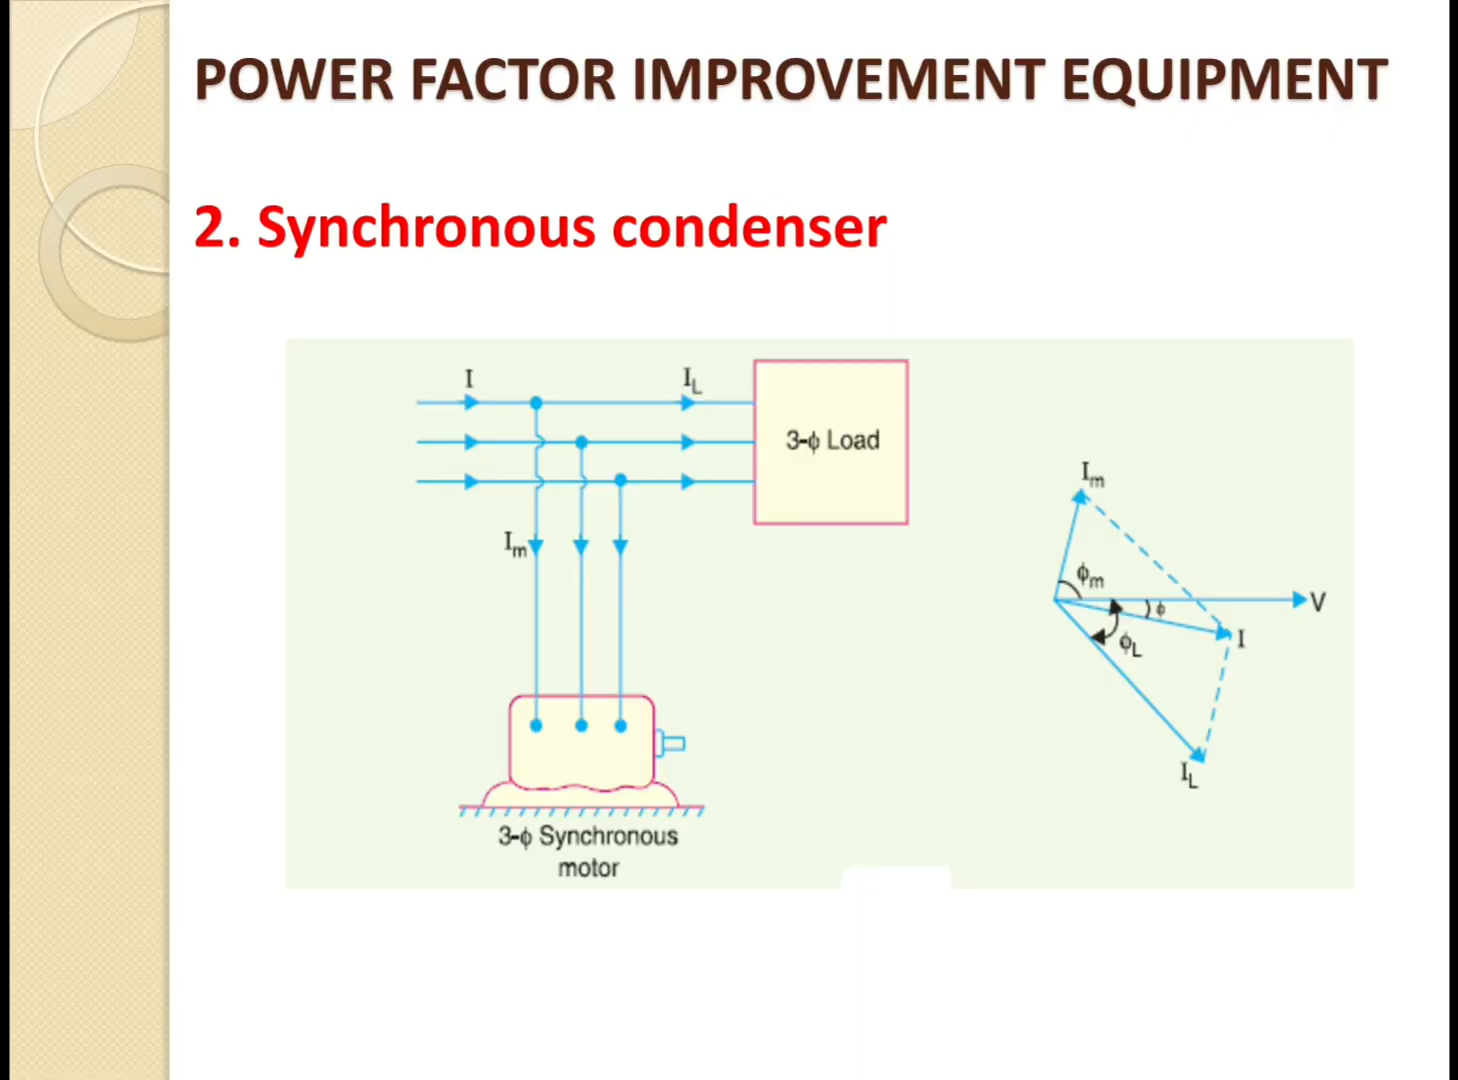 POWER FACTOR IMPROVEMENT EQUIPMENT
2. Synchronous condenser
I
I_L
3-ϕ Load
I_m
3-ϕ Synchronous
motor
I_m
ϕ_m
V
ϕ
I
ϕ_L
I_L